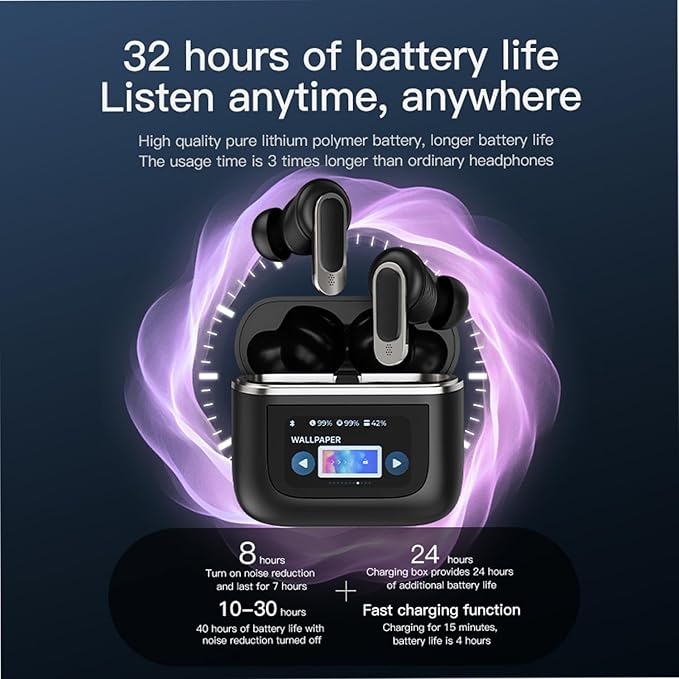 32 hours of battery life
Listen anytime, anywhere
High quality pure lithium polymer battery, longer battery life
The usage time is 3 times longer than ordinary headphones
99% 99% 42%
WALLPAPER
8 hours
Turn on noise reduction
and last for 7 hours
10-30 hours
40 hours of battery life with
noise reduction turned off
+
24 hours
Charging box provides 24 hours
of additional battery life
Fast charging function
Charging for 15 minutes,
battery life is 4 hours